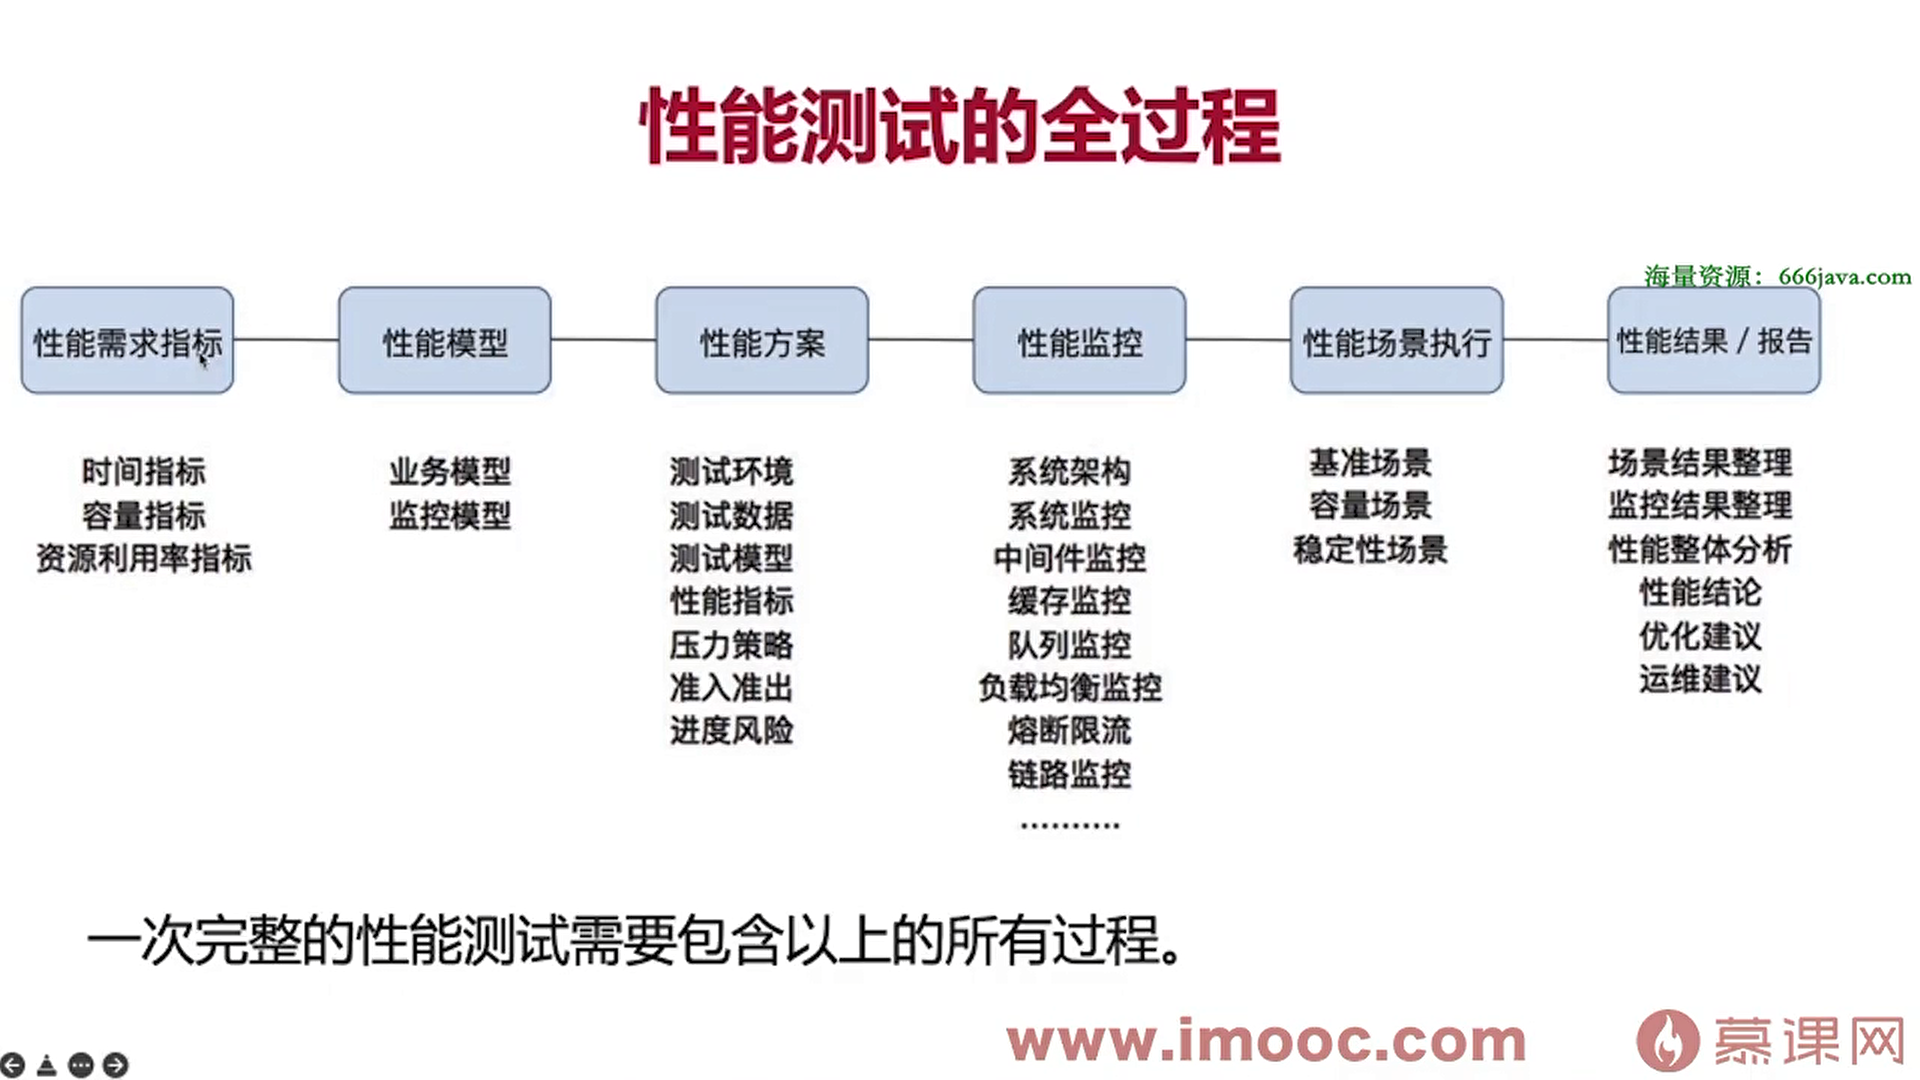 性能测试的全过程
海量资源：666java.com
性能需求指标
性能模型
性能方案
性能监控
性能场景执行
性能结果 / 报告
时间指标
容量指标
资源利用率指标
业务模型
监控模型
测试环境
测试数据
测试模型
性能指标
压力策略
准入准出
进度风险
系统架构
系统监控
中间件监控
缓存监控
队列监控
负载均衡监控
熔断限流
链路监控
..........
基准场景
容量场景
稳定性场景
场景结果整理
监控结果整理
性能整体分析
性能结论
优化建议
运维建议
一次完整的性能测试需要包含以上的所有过程。
www.imooc.com
慕课网